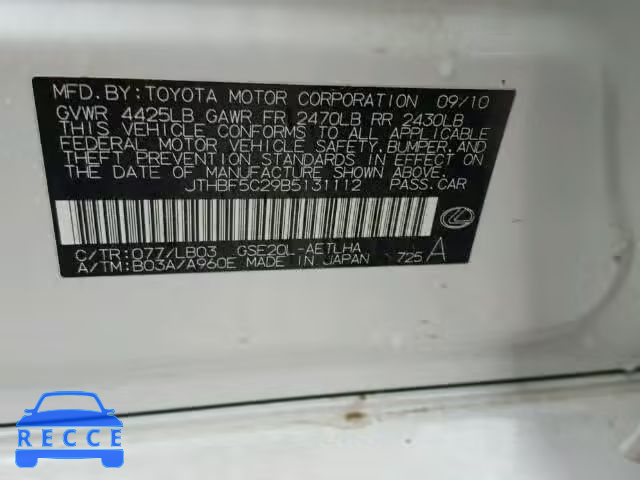 MFD. BY: TOYOTA MOTOR CORPORATION 09/10
GVWR 4425LB GAWR FR 2470LB RR 2430LB
THIS VEHICLE CONFORMS TO ALL APPLICABLE
FEDERAL MOTOR VEHICLE SAFETY, BUMPER, AND
THEFT PREVENTION STANDARDS IN EFFECT ON
THE DATE OF MANUFACTURE SHOWN ABOVE.
JTHBF5C29B5131112 PASS. CAR
C/TR: 077/LB03 GSE20L-AETLHA
A/TM: B03A/A960E MADE IN JAPAN 725 A
RECCE